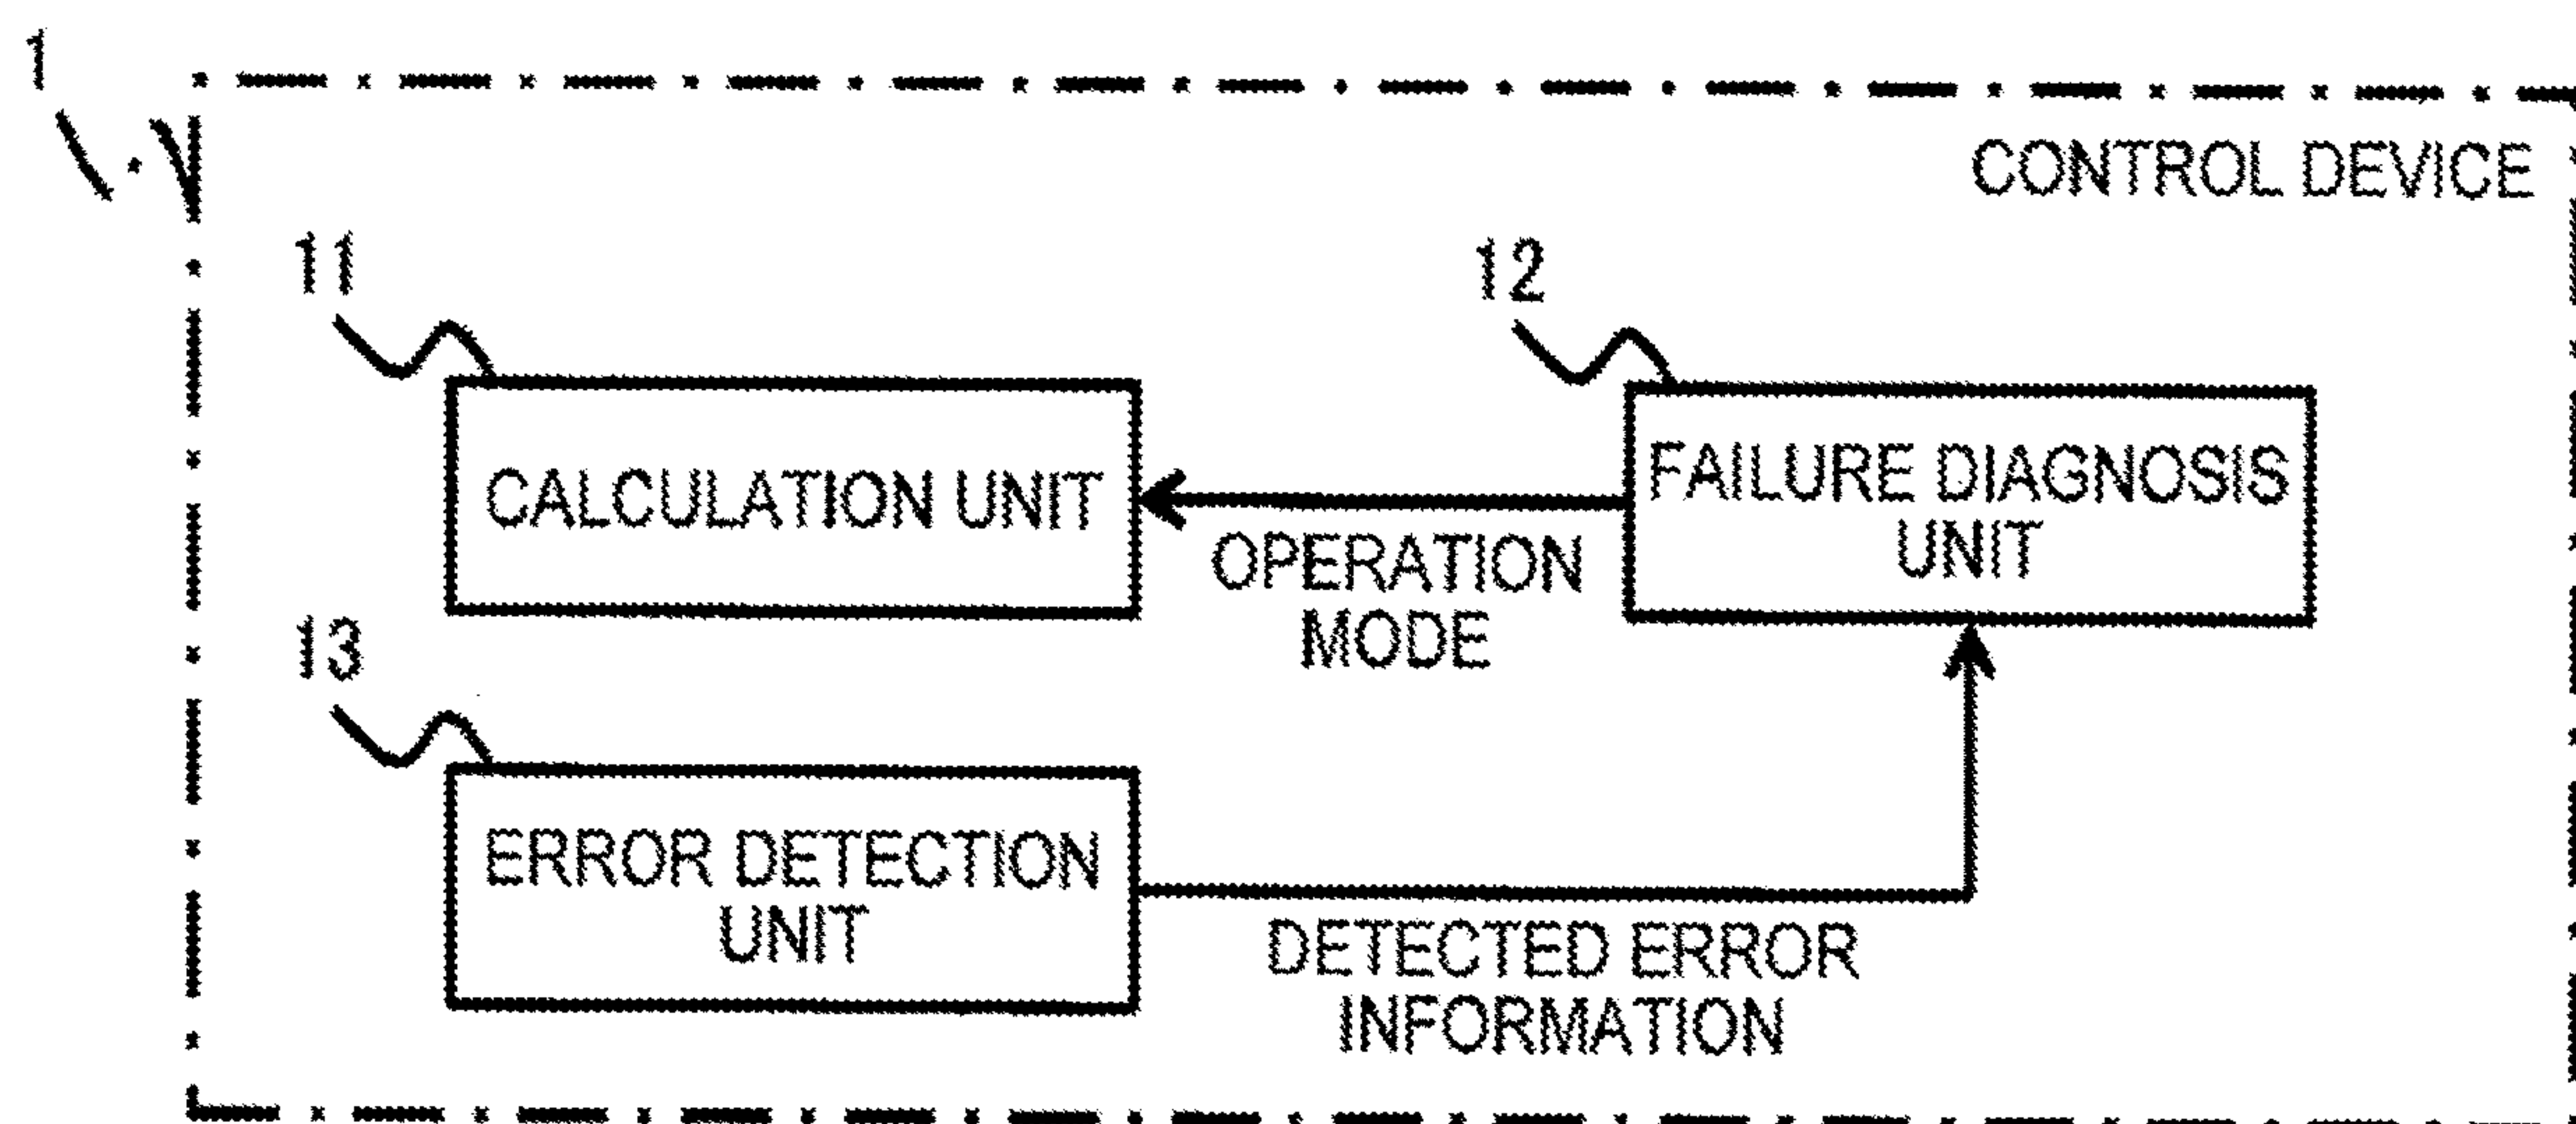 1
CONTROL DEVICE
11
12
CALCULATION UNIT
FAILURE DIAGNOSIS
UNIT
OPERATION
MODE
13
ERROR DETECTION
UNIT
DETECTED ERROR
INFORMATION